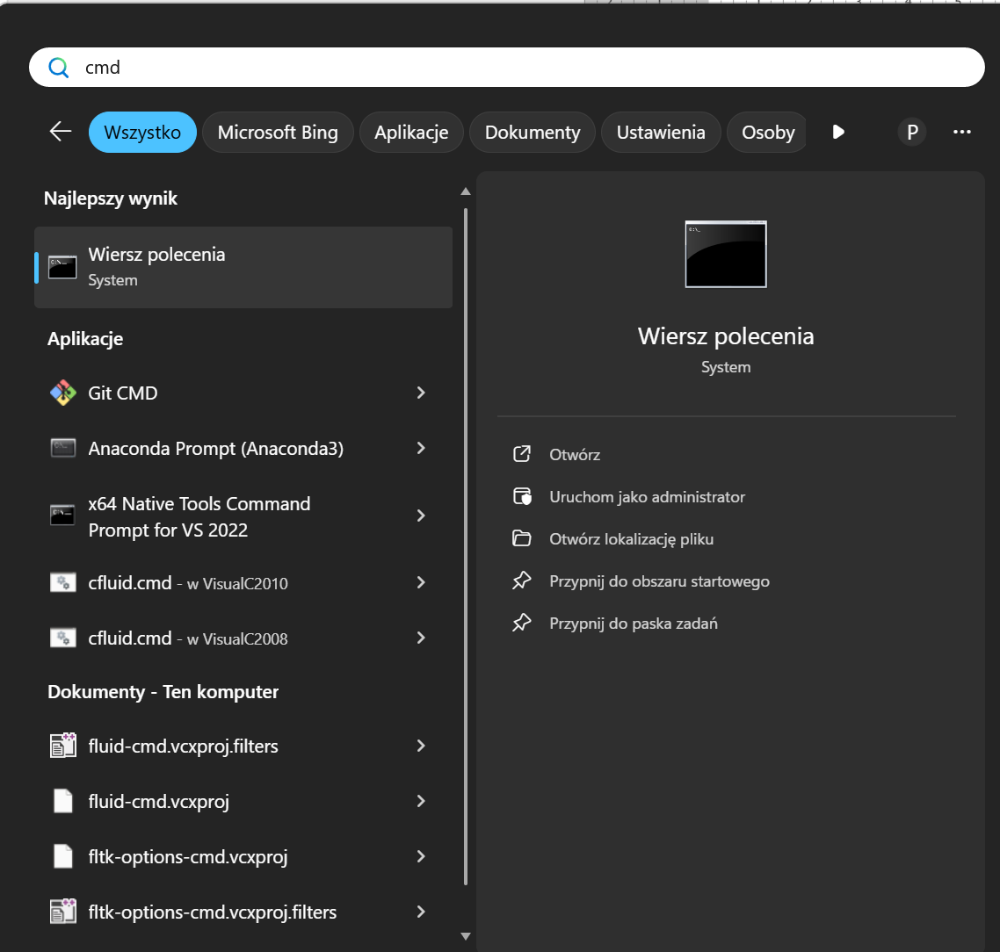 cmd
Wszystko
Microsoft Bing
Aplikacje
Dokumenty
Ustawienia
Osoby
P
Najlepszy wynik
Wiersz polecenia
System
Aplikacje
Git CMD
Anaconda Prompt (Anaconda3)
x64 Native Tools Command
Prompt for VS 2022
cfluid.cmd - w VisualC2010
cfluid.cmd - w VisualC2008
Dokumenty - Ten komputer
fluid-cmd.vcxproj.filters
fluid-cmd.vcxproj
fltk-options-cmd.vcxproj
fltk-options-cmd.vcxproj.filters
Wiersz polecenia
System
Otwórz
Uruchom jako administrator
Otwórz lokalizację pliku
Przypnij do obszaru startowego
Przypnij do paska zadań